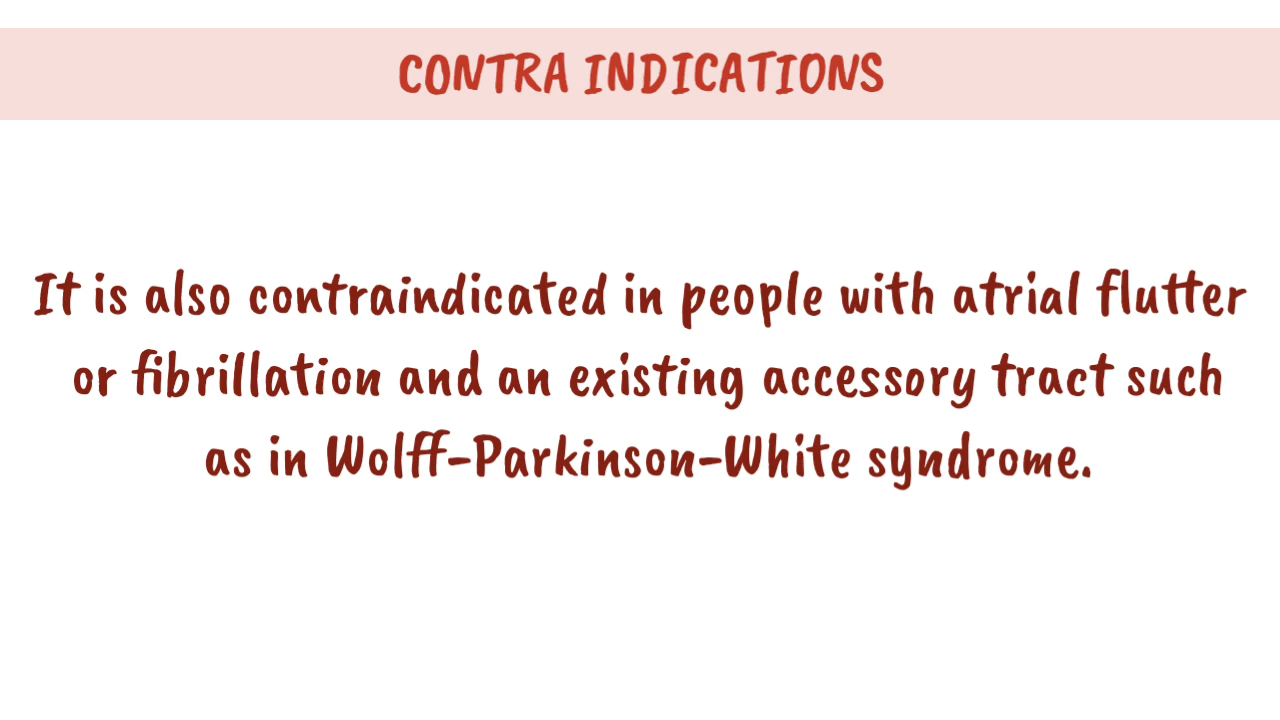 CONTRA INDICATIONS
It is also contraindicated in people with atrial flutter
or fibrillation and an existing accessory tract such
as in Wolff-Parkinson-White syndrome.